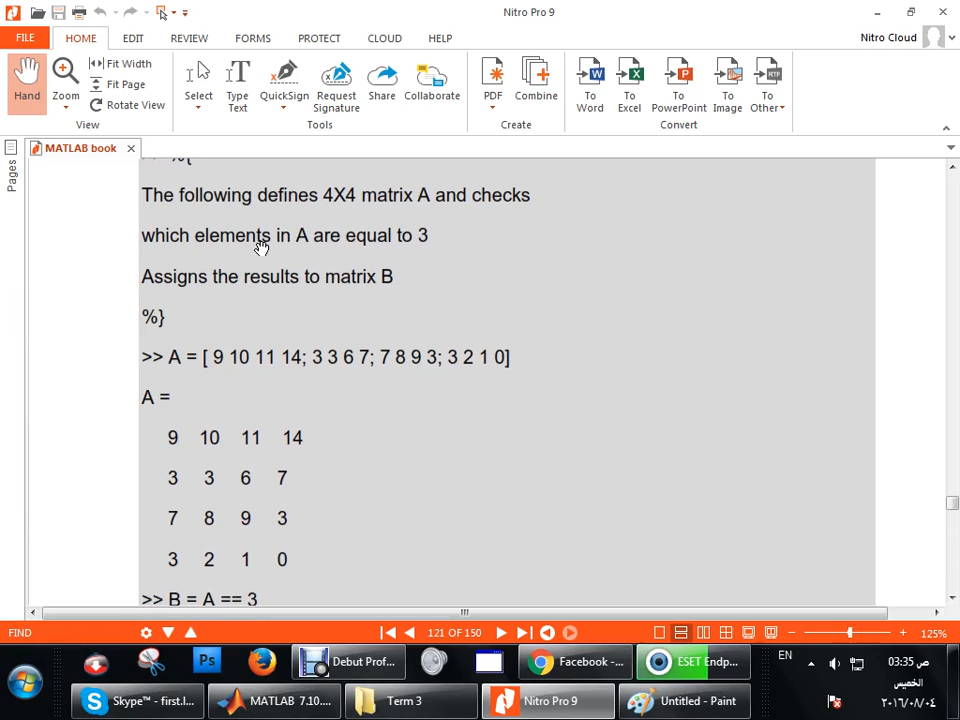 Nitro Pro 9
FILE HOME EDIT REVIEW FORMS PROTECT CLOUD HELP
Nitro Cloud
Hand
Zoom
Fit Width
Fit Page
Rotate View
View
Select
Type Text
QuickSign
Request Signature
Share
Collaborate
Tools
PDF
Combine
Create
To Word
To Excel
To PowerPoint
To Image
To Other
Convert
MATLAB book
Pages
The following defines 4X4 matrix A and checks
which elements in A are equal to 3
Assigns the results to matrix B
%}
>> A = [ 9 10 11 14; 3 3 6 7; 7 8 9 3; 3 2 1 0]
A =
9 10 11 14
3 3 6 7
7 8 9 3
3 2 1 0
>> B = A == 3
FIND
121 OF 150
125%
Ps
Debut Prof...
Facebook -...
ESET Endp...
EN
03:35 ص
Skype™ - first.l...
MATLAB 7.10....
Term 3
Nitro Pro 9
Untitled - Paint
الخميس
٢٠١٦/٠٨/٠٤